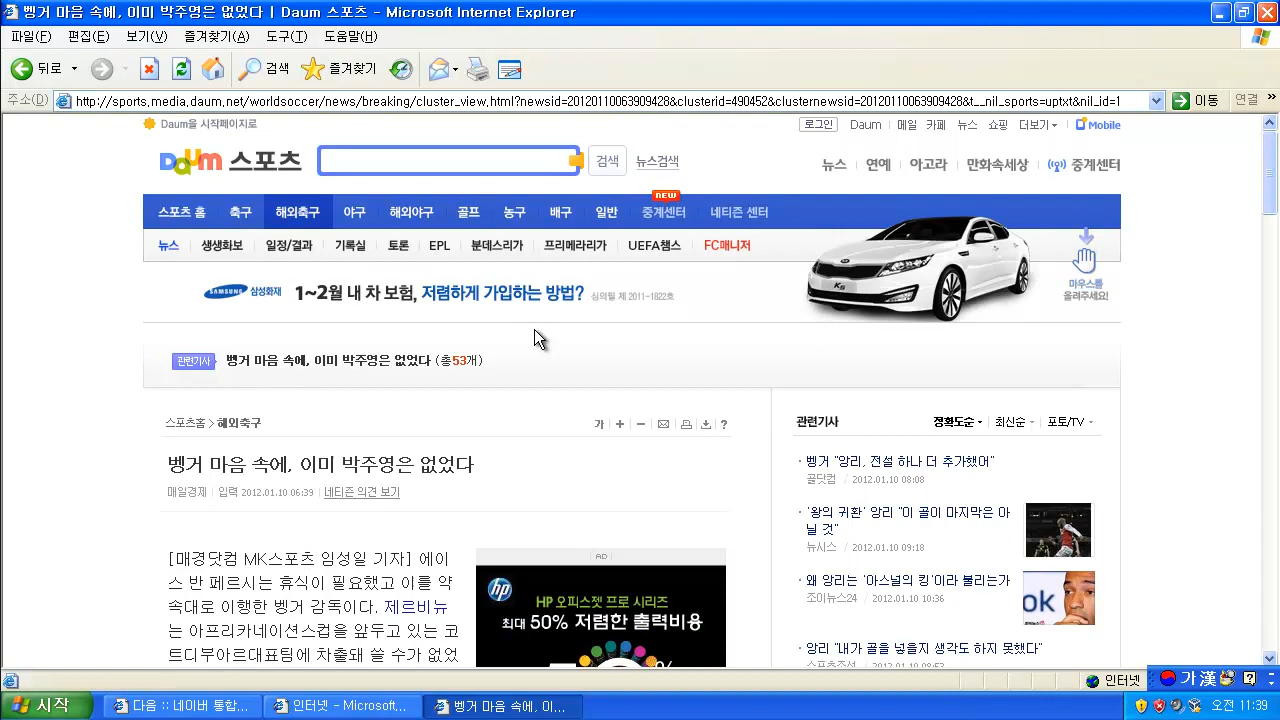 벵거 마음 속에, 이미 박주영은 없었다 | Daum 스포츠 - Microsoft Internet Explorer
파일(F) 편집(E) 보기(V) 즐겨찾기(A) 도구(T) 도움말(H)
뒤로 검색 즐겨찾기
주소(D) http://sports.media.daum.net/worldsoccer/news/breaking/cluster_view.html?newsid=20120110063909428&clusterid=490435&clusternewsid=20120110063909428&t__nil_sports=uptxt&nil_id=1 이동 연결 »
Daum을 시작페이지로 로그인 Daum 메일 카페 뉴스 쇼핑 더보기 Mobile
Daum 스포츠 검색 뉴스검색 뉴스 연예 아고라 만화속세상 중계센터
NEW
스포츠 홈 축구 해외축구 야구 해외야구 골프 농구 배구 일반 중계센터 네티즌 센터
뉴스 생생화보 일정/결과 기록실 토론 EPL 분데스리가 프리메라리가 UEFA챔스 FC매니저
SAMSUNG 삼성화재 1~2월 내 차 보험, 저렴하게 가입하는 방법? 심의필 제 2011-1822호
K5
마우스를
올려주세요!
관련기사 벵거 마음 속에, 이미 박주영은 없었다 (총53개)
스포츠홈 > 해외축구 가 + − ?
벵거 마음 속에, 이미 박주영은 없었다
매일경제 | 입력 2012.01.10 06:39 | 네티즌 의견 보기
[매경닷컴 MK스포츠 임성일 기자] 에이
스 반 페르시는 휴식이 필요했고 이를 약
속대로 이행한 벵거 감독이다. 제르비뉴
는 아프리카네이션스컵을 앞두고 있는 코
트디부아르대표팀에 차출돼 쓸 수가 없었
AD
hp
HP 오피스젯 프로 시리즈
최대 50% 저렴한 출력비용
관련기사 정확도순 최신순 포토/TV
· 벵거 "앙리, 전설 하나 더 추가했어"
골닷컴 / 2012.01.10 08:08
· '왕의 귀환' 앙리 "이 골이 마지막은 아
닐 것"
뉴시스 / 2012.01.10 09:18
· 왜 앙리는 '아스널의 킹'이라 불리는가
조이뉴스24 / 2012.01.10 10:36
ok
· 앙리 "내가 골을 넣을지 생각도 하지 못했다"
스포츠조선 / 2012.01.10 08:53
인터넷 가 漢
시작 다음 :: 네이버 통합... 인터넷 - Microsoft,... 벵거 마음 속에, 이... 오전 11:39